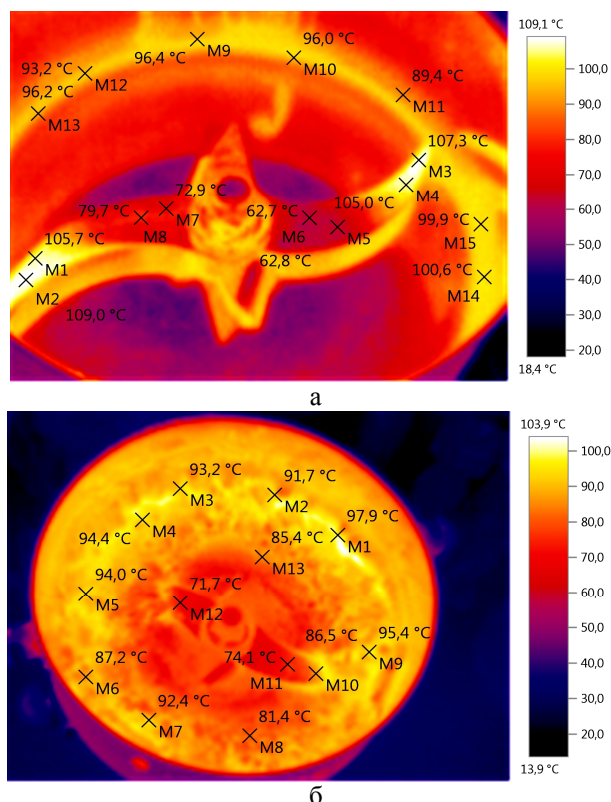 109,1 °C
96,0 °C
96,4 °C
M9
M10
93,2 °C
M12
89,4 °C
M11
96,2 °C
M13
107,3 °C
M3
M4
72,9 °C
M7
79,7 °C
M8
62,7 °C
M6
105,0 °C
M5
99,9 °C
M15
105,7 °C
M1
M2
62,8 °C
100,6 °C
M14
109,0 °C
100,0
90,0
80,0
70,0
60,0
50,0
40,0
30,0
20,0
18,4 °C
а
103,9 °C
93,2 °C
M3
91,7 °C
M2
94,4 °C
M4
97,9 °C
M1
85,4 °C
M13
94,0 °C
M5
71,7 °C
M12
86,5 °C
95,4 °C
M9
87,2 °C
M6
74,1 °C
M11
M10
92,4 °C
M7
81,4 °C
M8
100,0
90,0
80,0
70,0
60,0
50,0
40,0
30,0
20,0
13,9 °C
б